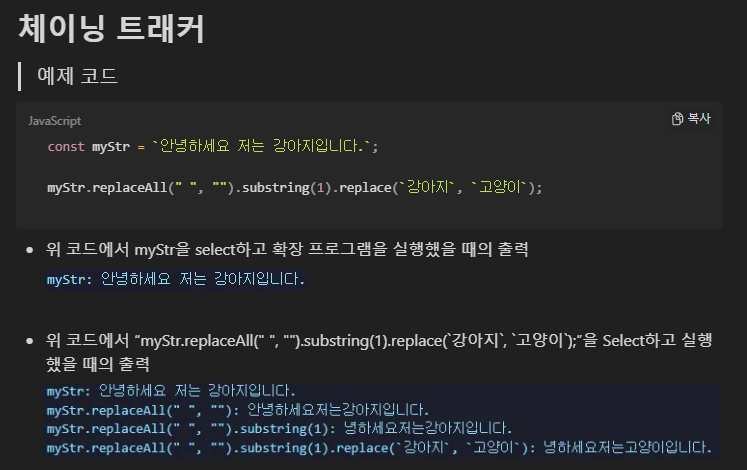 체이닝 트래커
예제 코드
JavaScript
복사
const myStr = `안녕하세요 저는 강아지입니다.`;
myStr.replaceAll(" ", "").substring(1).replace(`강아지`, `고양이`);
• 위 코드에서 myStr을 select하고 확장 프로그램을 실행했을 때의 출력
myStr: 안녕하세요 저는 강아지입니다.
• 위 코드에서 “myStr.replaceAll(" ", "").substring(1).replace(`강아지`, `고양이`);”을 Select하고 실행
했을 때의 출력
myStr: 안녕하세요 저는 강아지입니다.
myStr.replaceAll(" ", ""): 안녕하세요저는강아지입니다.
myStr.replaceAll(" ", "").substring(1): 녕하세요저는강아지입니다.
myStr.replaceAll(" ", "").substring(1).replace(`강아지`, `고양이`): 녕하세요저는고양이입니다.